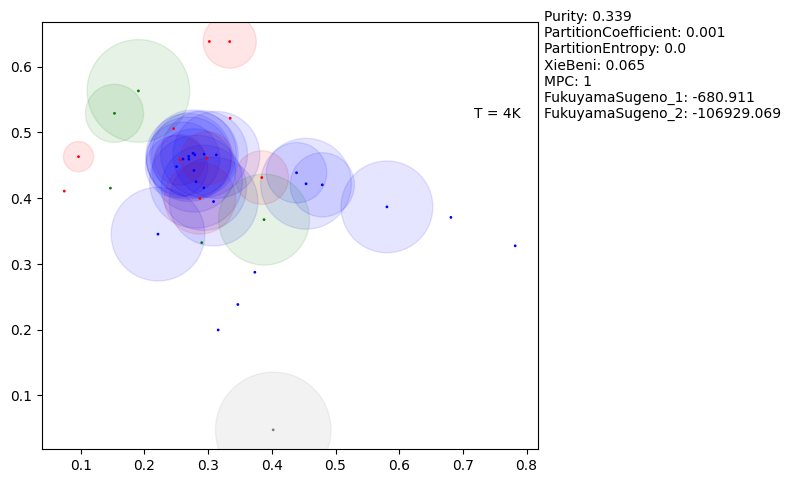 Purity: 0.339
PartitionCoefficient: 0.001
PartitionEntropy: 0.0
XieBeni: 0.065
MPC: 1
FukuyamaSugeno_1: -680.911
FukuyamaSugeno_2: -106929.069
T = 4K
0.6
0.5
0.4
0.3
0.2
0.1
0.1 0.2 0.3 0.4 0.5 0.6 0.7 0.8